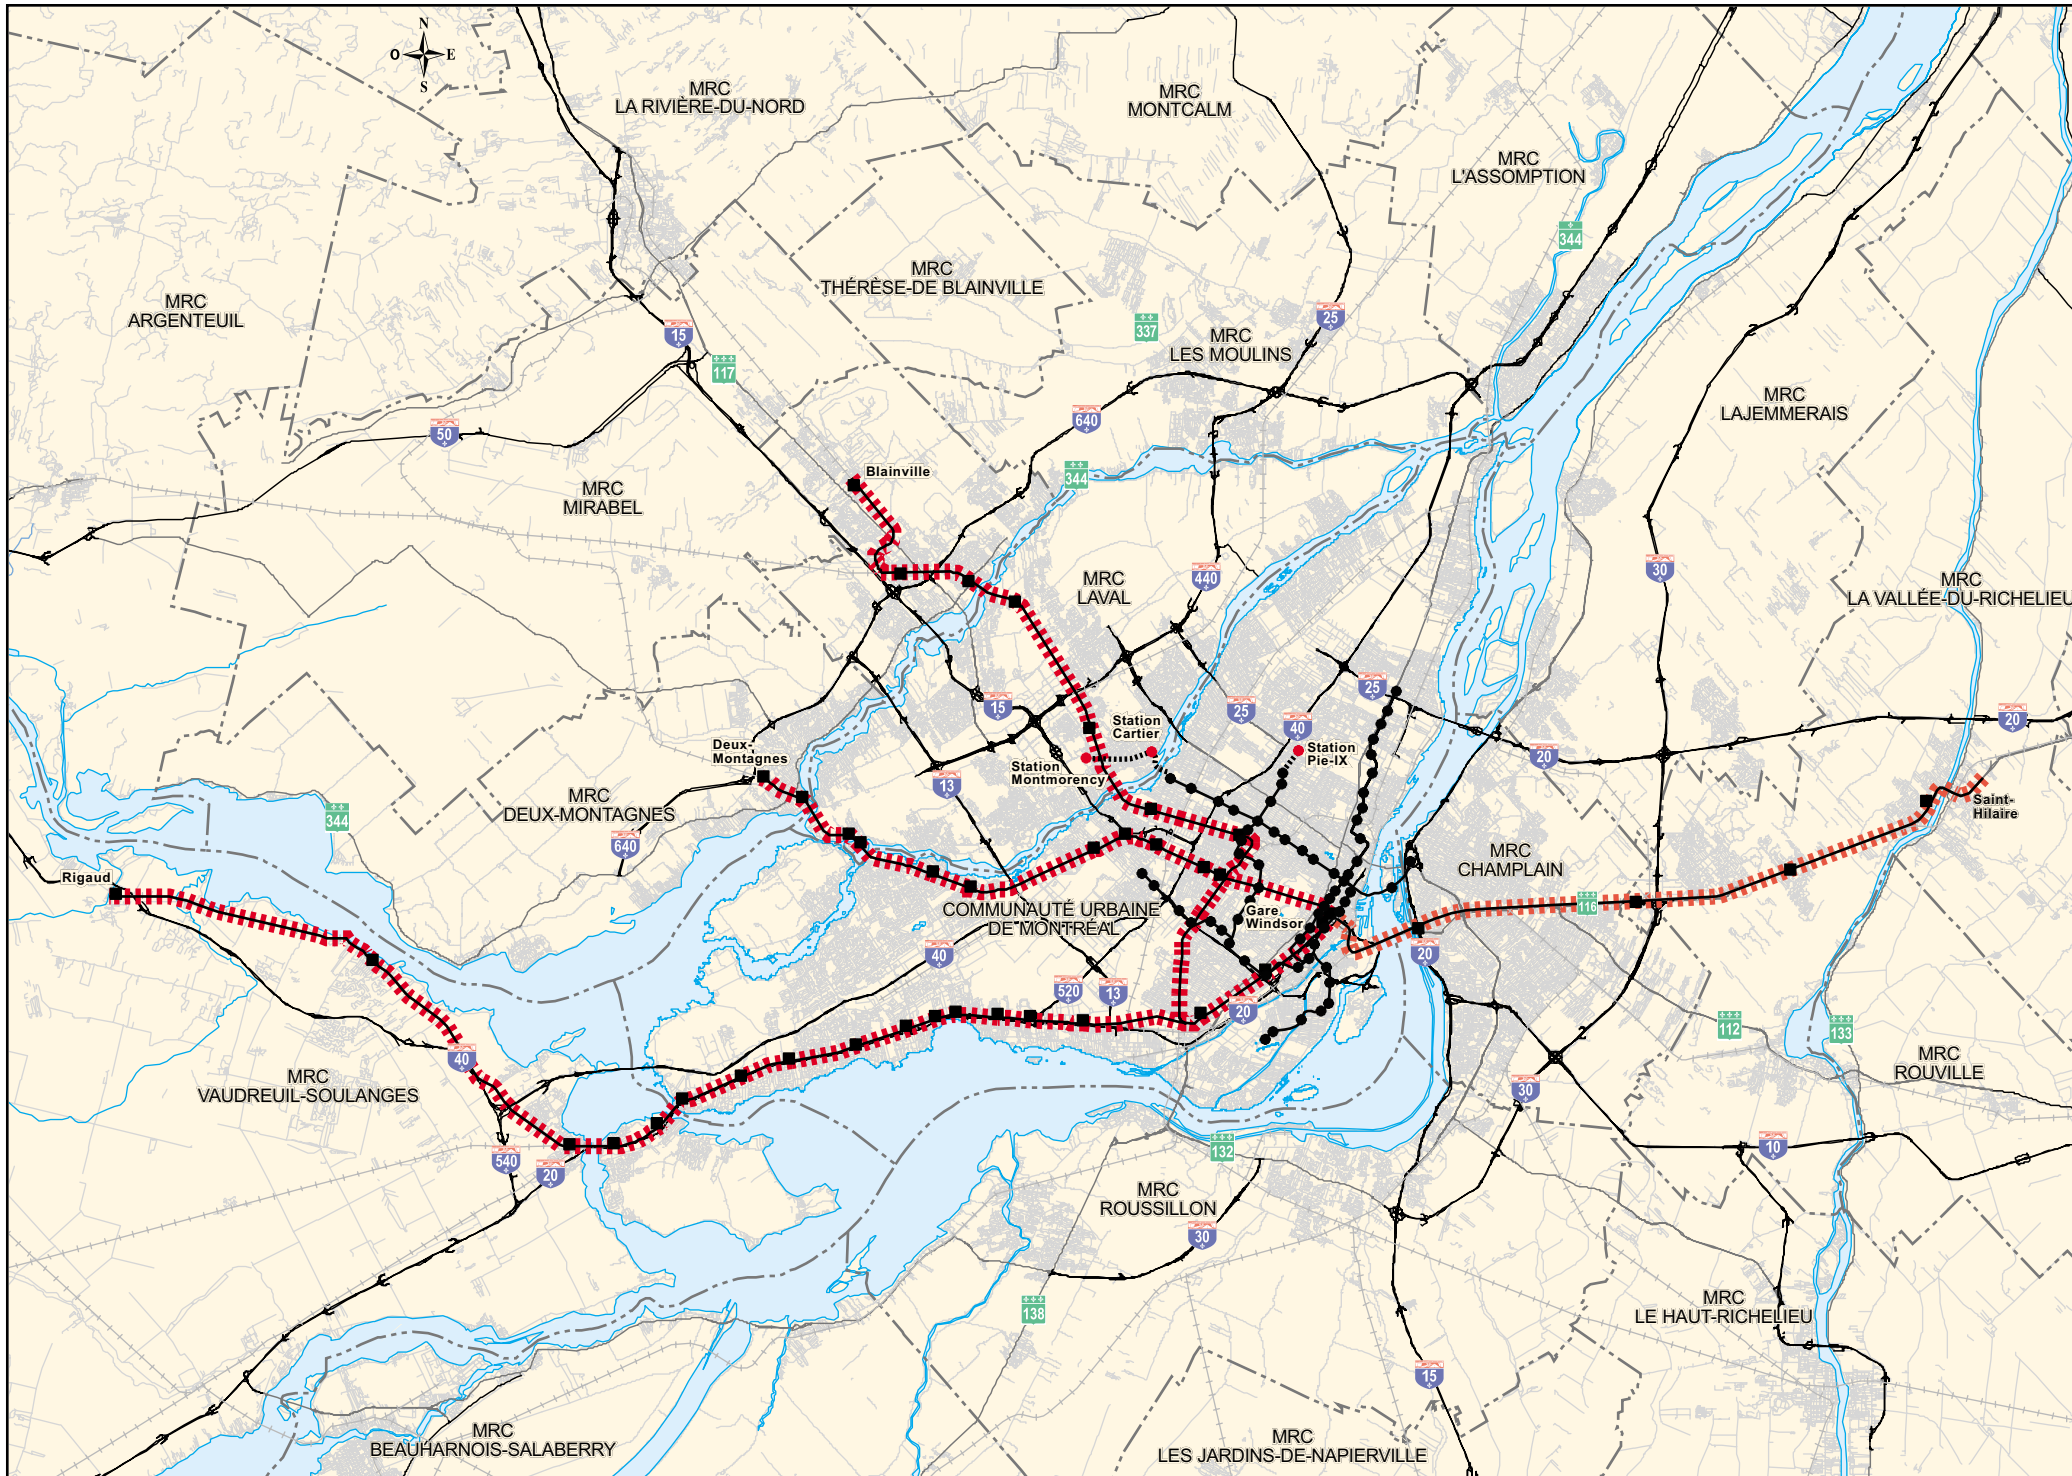 N
O
E
S
MRC
LA RIVIÈRE-DU-NORD
MRC
MONTCALM
MRC
L'ASSOMPTION
344
MRC
THÉRÈSE-DE BLAINVILLE
MRC
ARGENTEUIL
15
117
337
25
MRC
LES MOULINS
MRC
LAJEMMERAIS
50
640
Blainville
344
MRC
MIRABEL
30
440
MRC
LAVAL
MRC
LA VALLÉE-DU-RICHELIEU
25
15
25
20
40
Station
Cartier
Deux-
Montagnes
Station
Montmorency
Station
Pie-IX
20
13
MRC
DEUX-MONTAGNES
344
Saint-
Hilaire
640
MRC
CHAMPLAIN
Rigaud
116
COMMUNAUTÉ URBAINE
DE MONTRÉAL
Gare
Windsor
40
20
520
13
20
112
133
40
MRC
VAUDREUIL-SOULANGES
MRC
ROUVILLE
30
132
10
540
20
MRC
ROUSSILLON
30
138
MRC
LE HAUT-RICHELIEU
15
MRC
BEAUHARNOIS-SALABERRY
MRC
LES JARDINS-DE-NAPIERVILLE